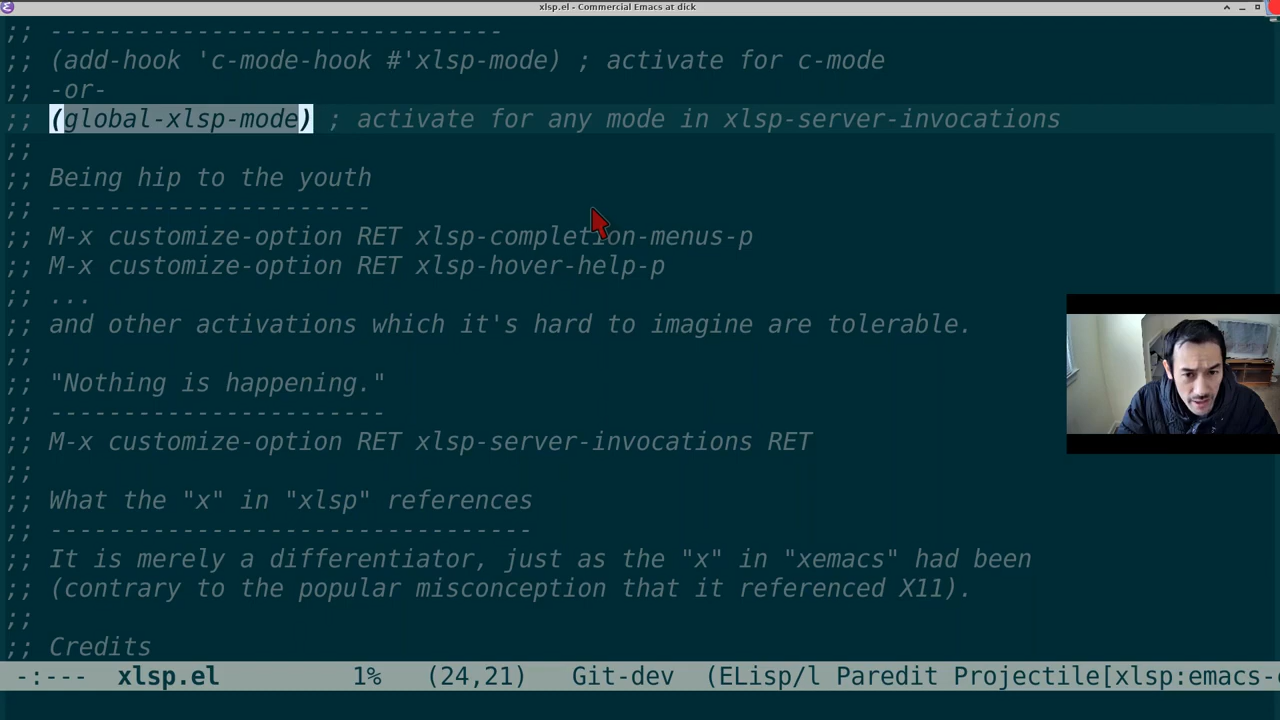 xlsp.el - Commercial Emacs at dick
;; -------------------------------
;; (add-hook 'c-mode-hook #'xlsp-mode) ; activate for c-mode
;; -or-
;; (global-xlsp-mode) ; activate for any mode in xlsp-server-invocations
;;
;; Being hip to the youth
;; ----------------------
;; M-x customize-option RET xlsp-completion-menus-p
;; M-x customize-option RET xlsp-hover-help-p
;; ...
;; and other activations which it's hard to imagine are tolerable.
;;
;; "Nothing is happening."
;; -----------------------
;; M-x customize-option RET xlsp-server-invocations RET
;;
;; What the "x" in "xlsp" references
;; ---------------------------------
;; It is merely a differentiator, just as the "x" in "xemacs" had been
;; (contrary to the popular misconception that it referenced X11).
;;
;; Credits
-:--- xlsp.el 1% (24,21) Git-dev (ELisp/l Paredit Projectile[xlsp:emacs-